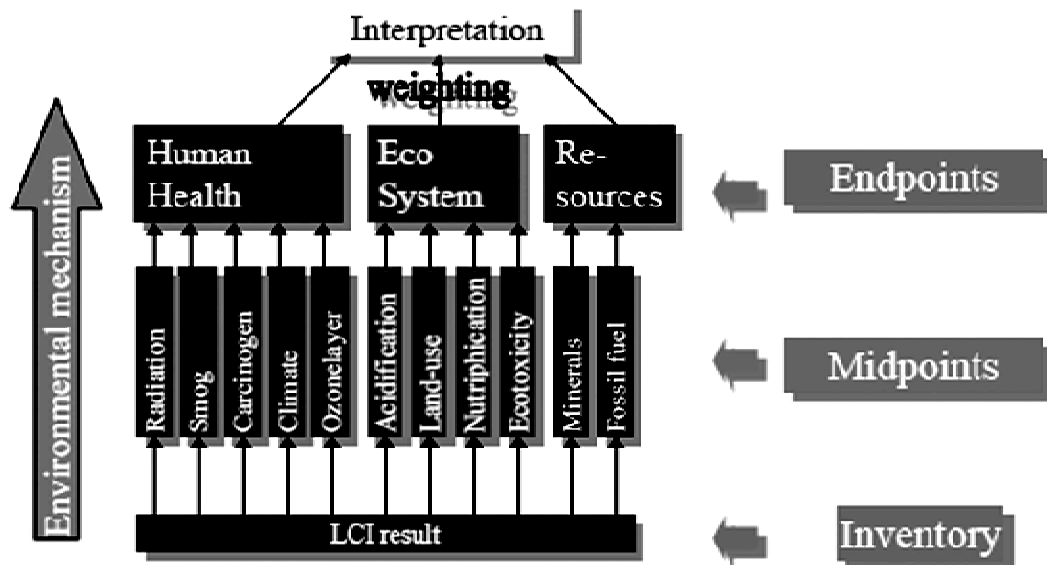 Interpretation
weighting
Human
Health
Eco
System
Re-
sources
Endpoints
Environmental mechanism
Radiation
Smog
Carcinogen
Climate
Ozonelayer
Acidification
Land-use
Nutriphication
Ecotoxicity
Minerals
Fossil fuel
Midpoints
LCI result
Inventory